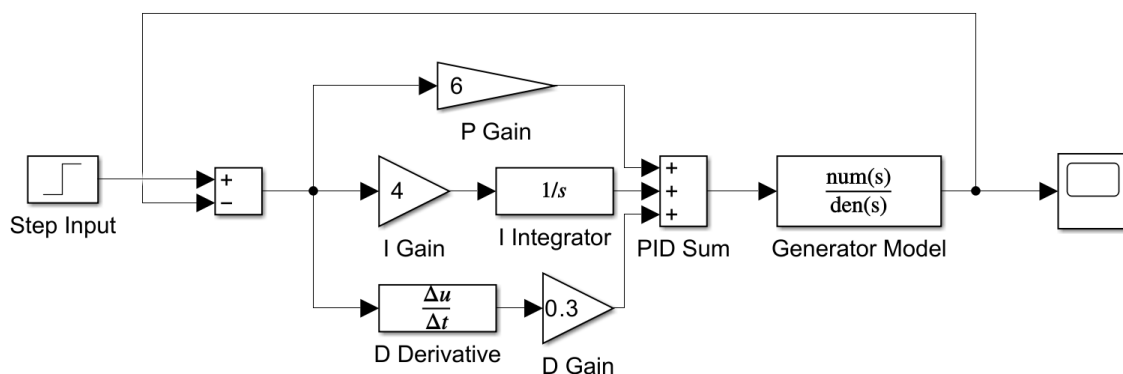 6
P Gain
+
−
Step Input
4
I Gain
1/s
I Integrator
+
+
+
PID Sum
num(s)
den(s)
Generator Model
Δu
Δt
D Derivative
0.3
D Gain